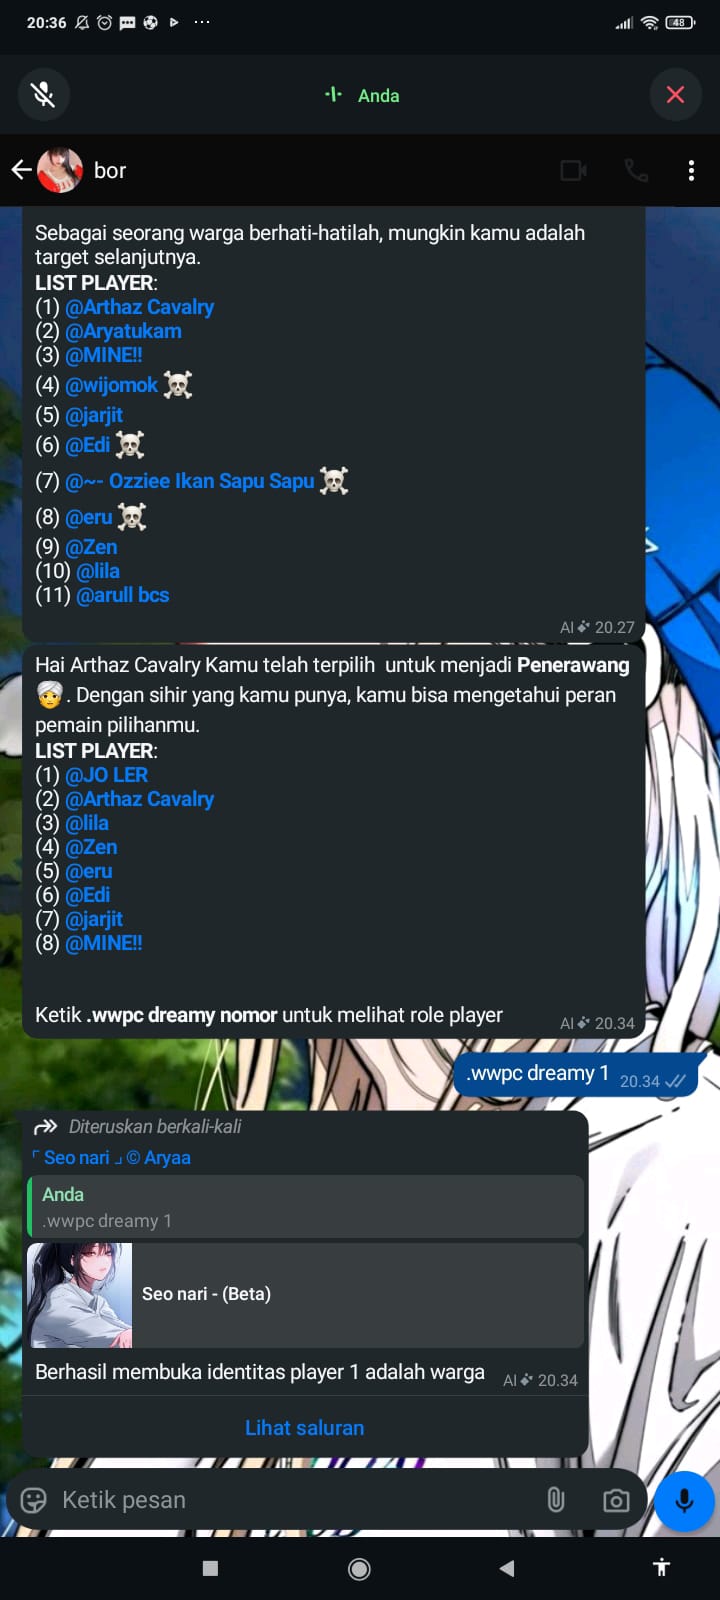 20:36
48
Anda
bor
Sebagai seorang warga berhati-hatilah, mungkin kamu adalah
target selanjutnya.
LIST PLAYER:
(1) @Arthaz Cavalry
(2) @Aryatukam
(3) @MINE!!
(4) @wijomok ☠️
(5) @jarjit
(6) @Edi ☠️
(7) @~- Ozziee Ikan Sapu Sapu ☠️
(8) @eru ☠️
(9) @Zen
(10) @lila
(11) @arull bcs
AI 20.27
Hai Arthaz Cavalry Kamu telah terpilih  untuk menjadi Penerawang
👳. Dengan sihir yang kamu punya, kamu bisa mengetahui peran
pemain pilihanmu.
LIST PLAYER:
(1) @JO LER
(2) @Arthaz Cavalry
(3) @lila
(4) @Zen
(5) @eru
(6) @Edi
(7) @jarjit
(8) @MINE!!
Ketik .wwpc dreamy nomor untuk melihat role player
AI 20.34
.wwpc dreamy 1 20.34
Diteruskan berkali-kali
「 Seo nari 」© Aryaa
Anda
.wwpc dreamy 1
Seo nari - (Beta)
Berhasil membuka identitas player 1 adalah warga
AI 20.34
Lihat saluran
Ketik pesan